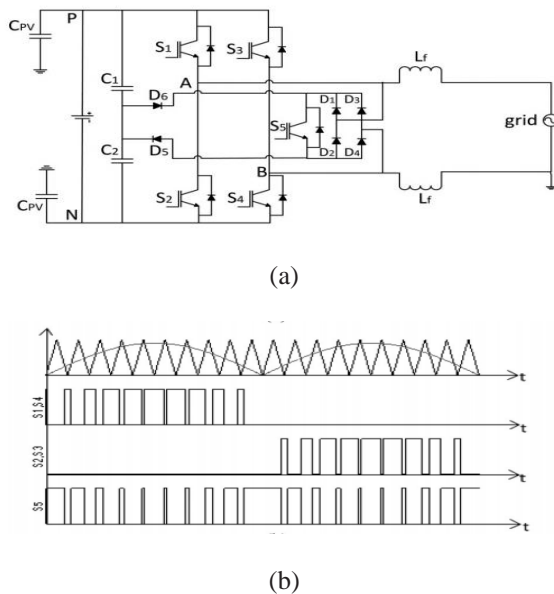 CPV
P
S1
S3
Lf
C1
D6
A
D1
D3
S5
grid
C2
D5
D2
D4
B
CPV
N
S2
S4
Lf
(a)
t
S1,S4
t
S2,S3
t
S5
t
(b)